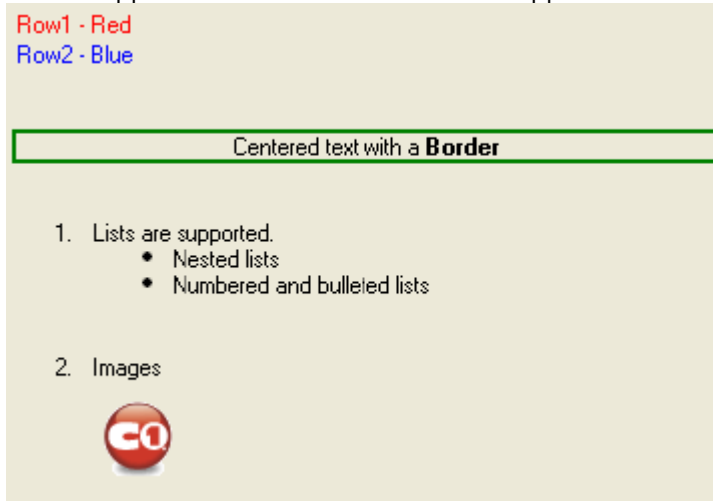 Row1 - Red
Row2 - Blue
Centered text with a Border
1. Lists are supported.
• Nested lists
• Numbered and bulleted lists
2. Images
C1